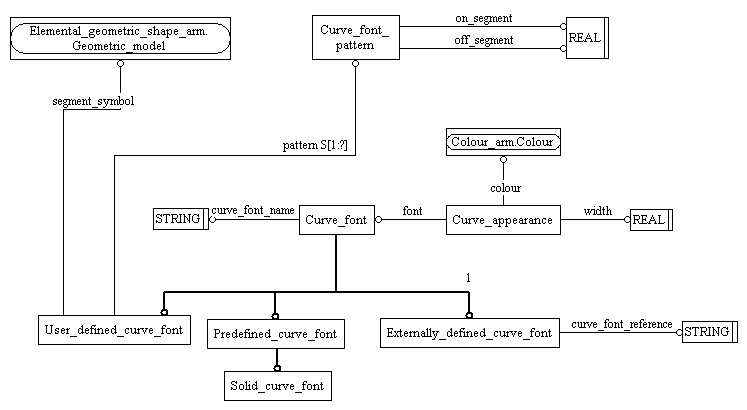 Elemental_geometric_shape_arm.
Geometric_model
Curve_font_
pattern
on_segment
off_segment
REAL
segment_symbol
pattern S[1:?]
Colour_arm.Colour
colour
STRING
curve_font_name
Curve_font
font
Curve_appearance
width
REAL
1
User_defined_curve_font
Predefined_curve_font
Externally_defined_curve_font
curve_font_reference
STRING
Solid_curve_font